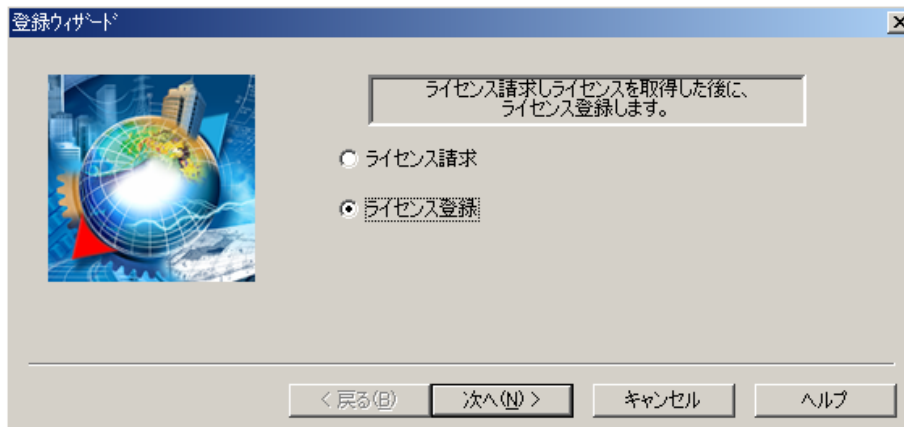 登録ウィザード
ライセンス請求しライセンスを取得した後に、
ライセンス登録します。
ライセンス請求
ライセンス登録
< 戻る(B)
次へ(N) >
キャンセル
ヘルプ